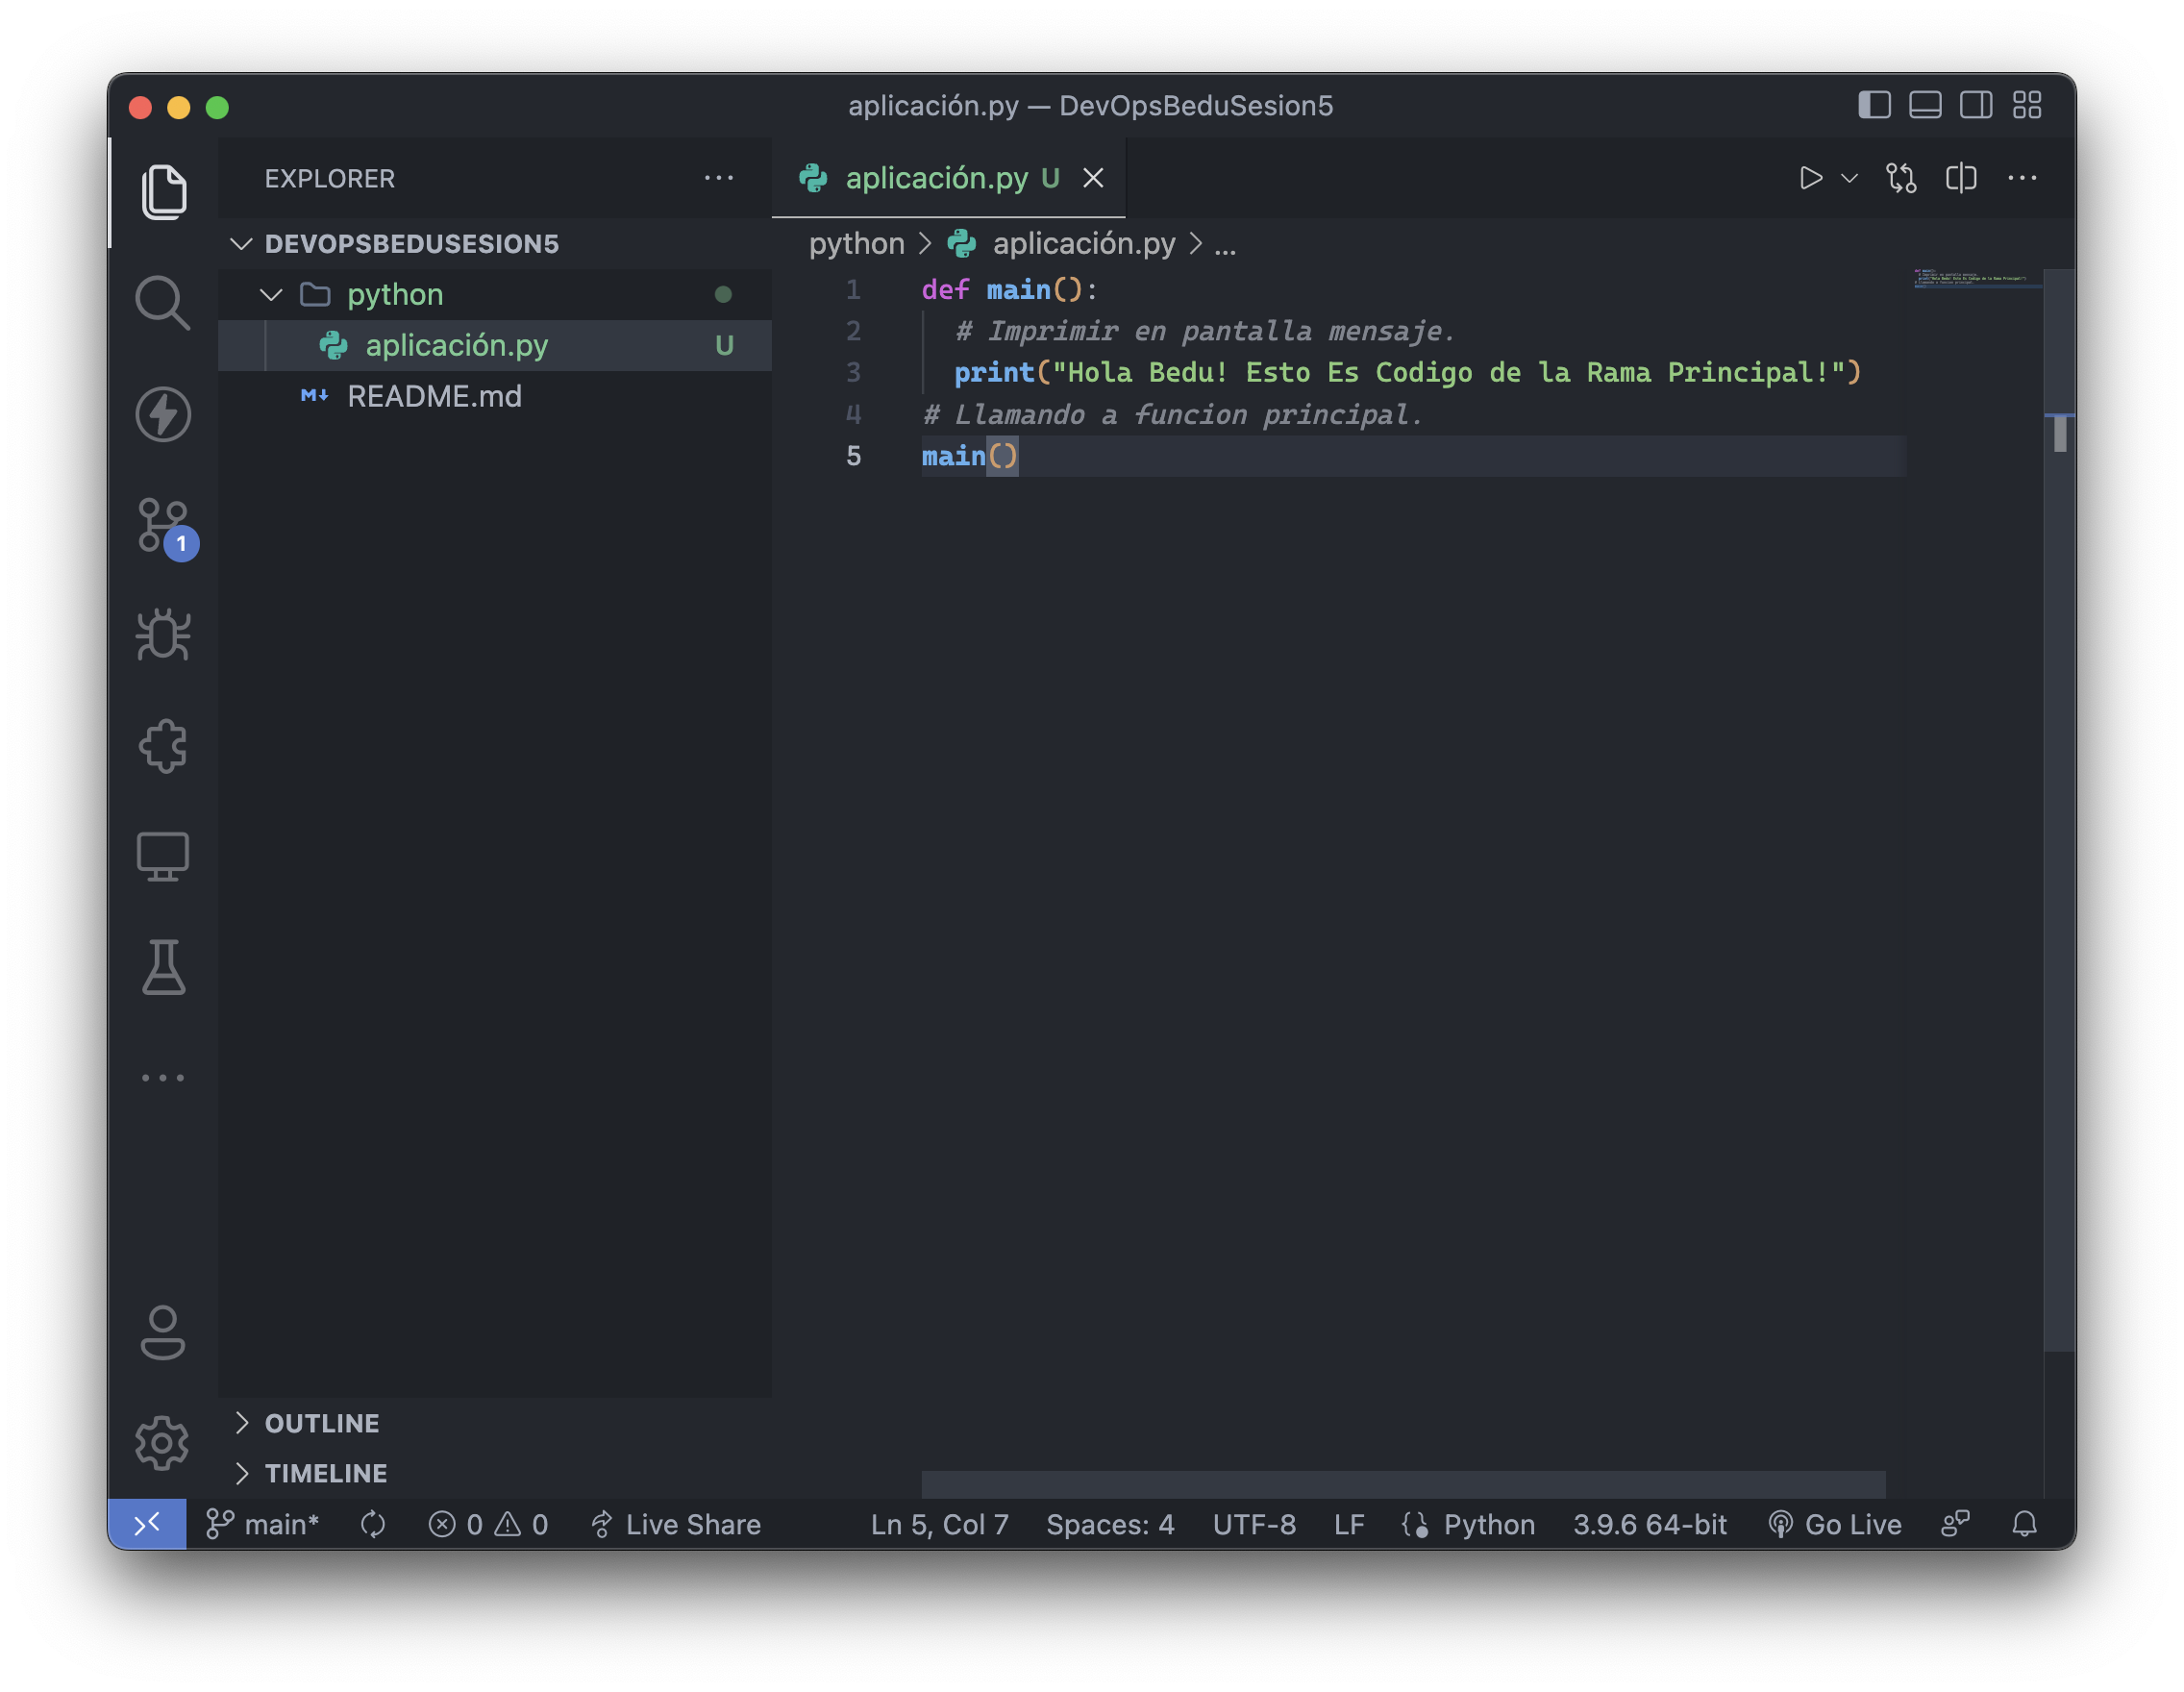 aplicación.py — DevOpsBeduSesion5
EXPLORER
DEVOPSBEDUSESION5
python
aplicación.py U
README.md
1
OUTLINE
TIMELINE
aplicación.py U
python > aplicación.py > ...
1 def main():
2 # Imprimir en pantalla mensaje.
3 print("Hola Bedu! Esto Es Codigo de la Rama Principal!")
4 # Llamando a funcion principal.
5 main()
main* 0 0 Live Share Ln 5, Col 7 Spaces: 4 UTF-8 LF Python 3.9.6 64-bit Go Live